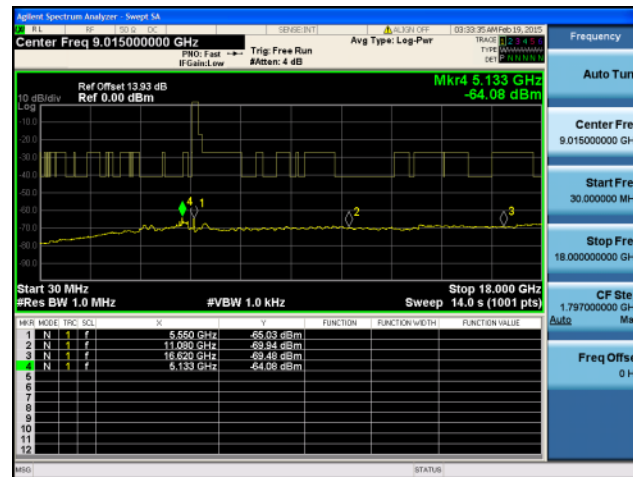 Agilent Spectrum Analyzer - Swept SA
RL RF 50 Ω DC SENSE:INT ALIGN OFF 03:33:35 AM Feb 19, 2015
Center Freq 9.015000000 GHz
PNO: Fast
IFGain:Low
Trig: Free Run
#Atten: 4 dB
Avg Type: Log-Pwr
TRACE 1 2 3 4 5 6
TYPE
DET P N N N N N
Frequency
Mkr4 5.133 GHz
-64.08 dBm
Ref Offset 13.93 dB
10 dB/div Ref 0.00 dBm
Log
-10.0
-20.0
-30.0
-40.0
-50.0
-60.0
-70.0
-80.0
-90.0
4 1 2 3
Start 30 MHz Stop 18.000 GHz
#Res BW 1.0 MHz #VBW 1.0 kHz Sweep 14.0 s (1001 pts)
MKR MODE TRC SCL X Y FUNCTION FUNCTION WIDTH FUNCTION VALUE
1 N 1 f 5.550 GHz -65.03 dBm
2 N 1 f 11.080 GHz -69.94 dBm
3 N 1 f 16.620 GHz -69.48 dBm
4 N 1 f 5.133 GHz -64.08 dBm
5
6
7
8
9
10
11
12
MSG STATUS
Auto Tun
Center Fre
9.015000000 GH
Start Fre
30.000000 MH
Stop Fre
18.000000000 GH
CF Ste
1.797000000 GH
Auto Ma
Freq Offse
0 H